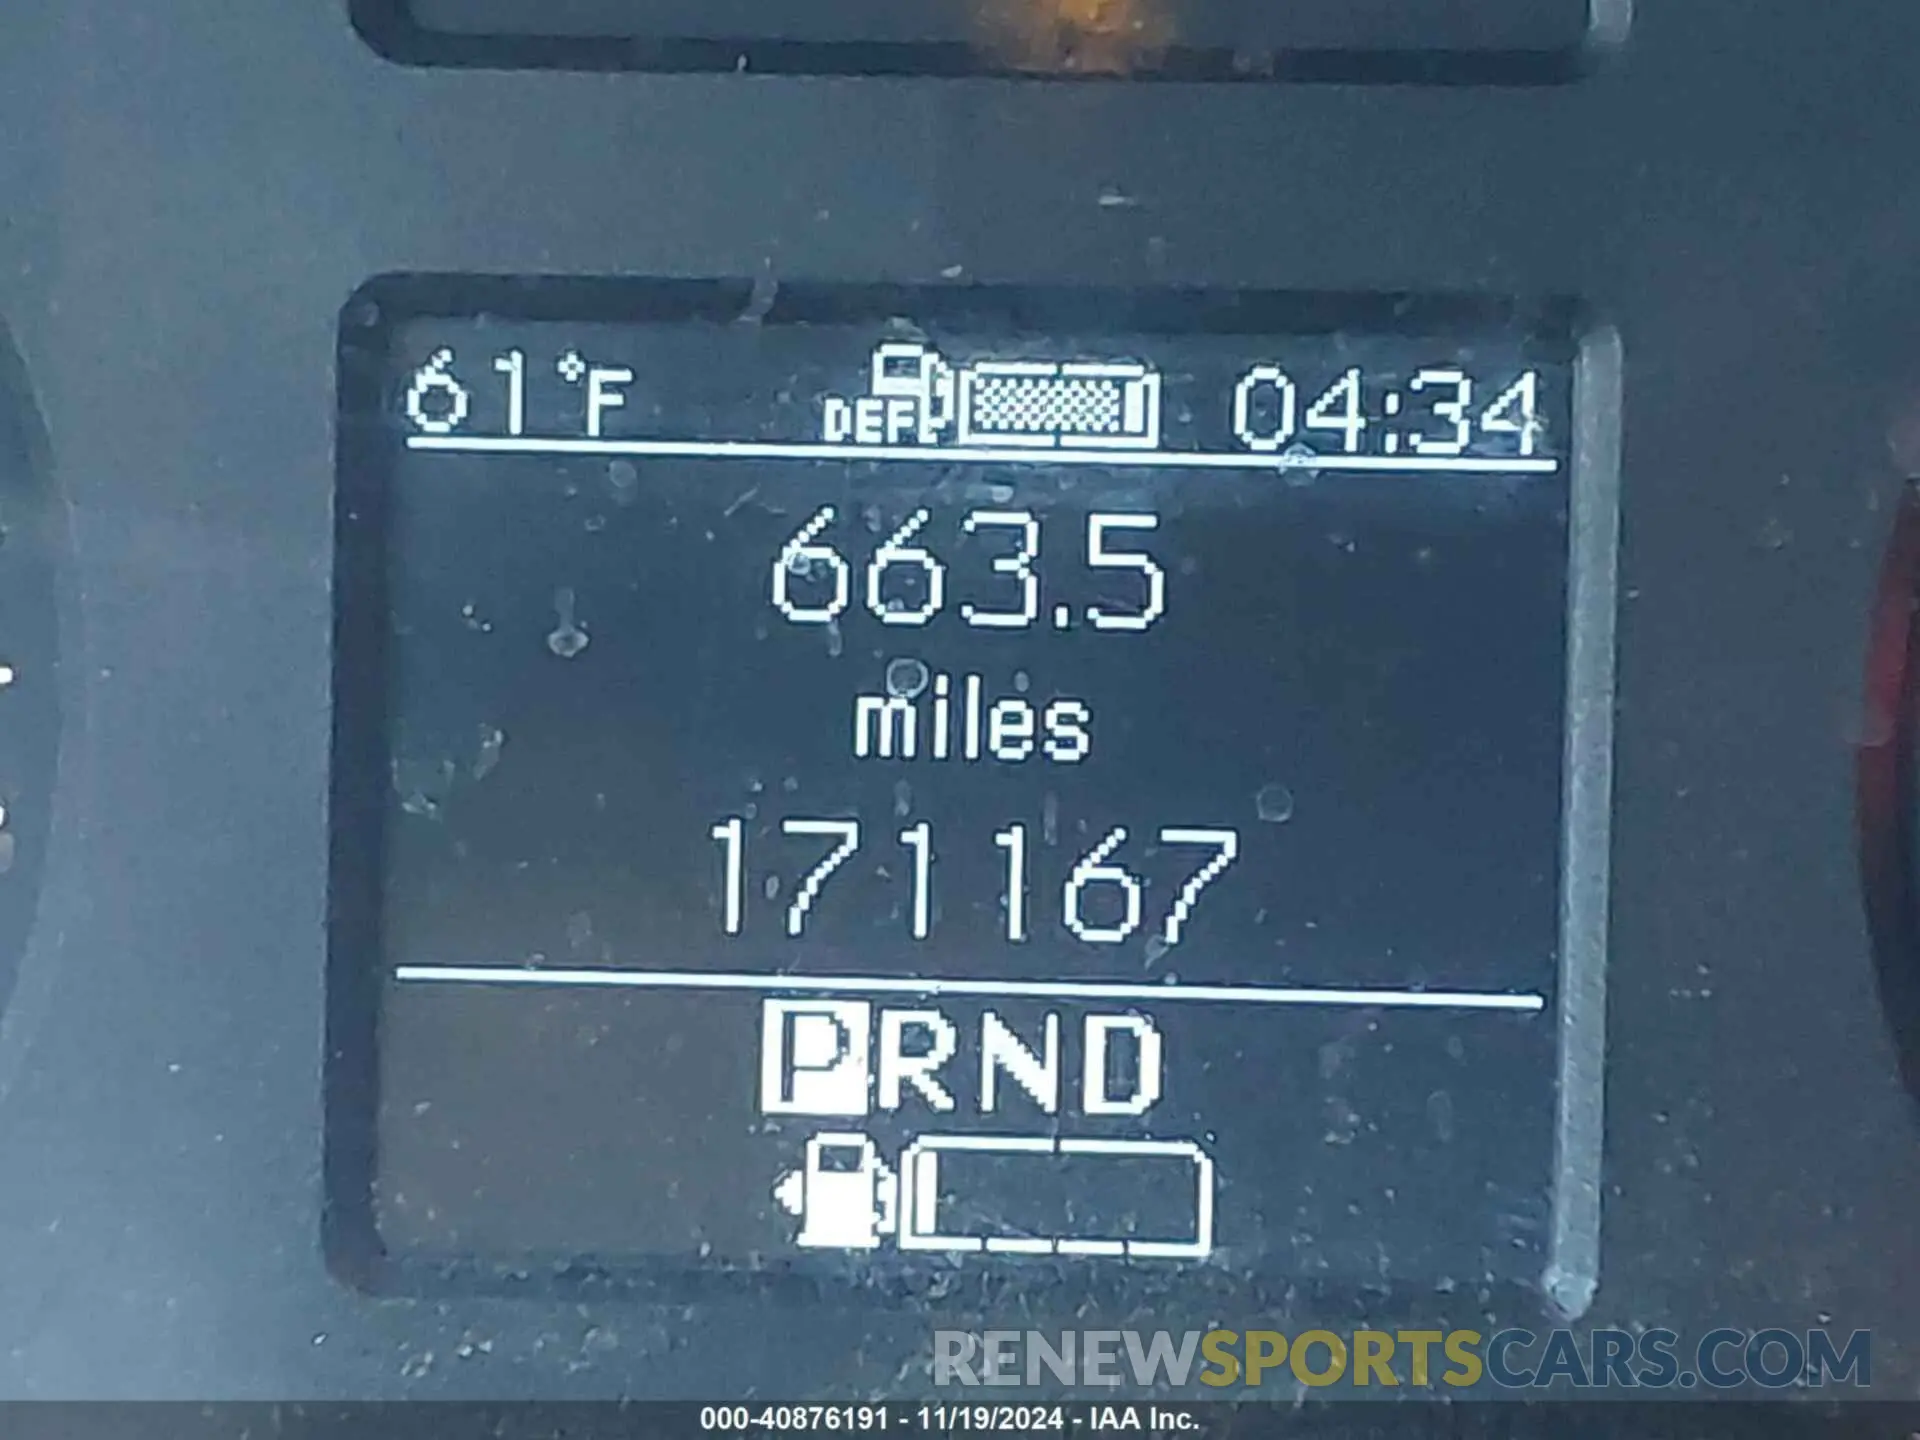 61°F DEF 04:34
663.5
miles
171167
PRND
RENEWSPORTSCARS.COM
000-40876191 - 11/19/2024 - IAA Inc.